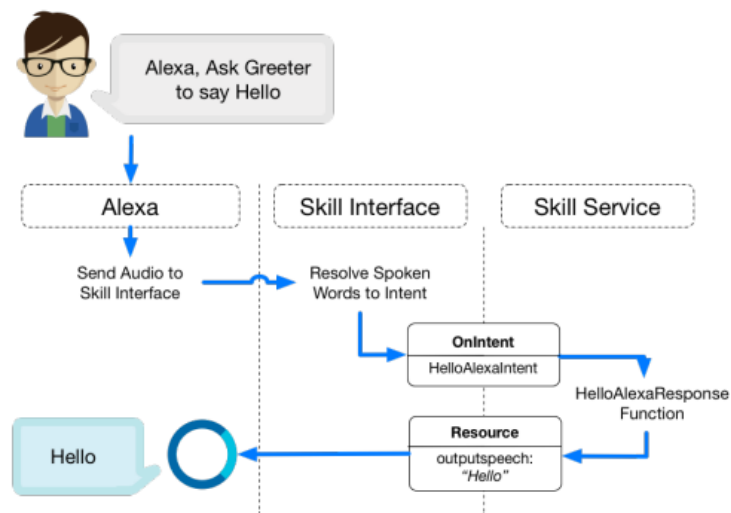 Alexa, Ask Greeter
to say Hello
Alexa
Skill Interface
Skill Service
Send Audio to
Skill Interface
Resolve Spoken
Words to Intent
OnIntent
HelloAlexaIntent
HelloAlexaResponse
Function
Resource
outputspeech:
“Hello”
Hello